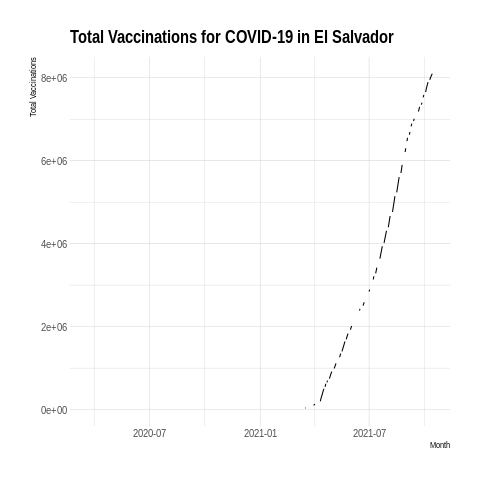 Total Vaccinations for COVID-19 in El Salvador
Total Vaccinations
8e+06
6e+06
4e+06
2e+06
0e+00
2020-07 2021-01 2021-07
Month